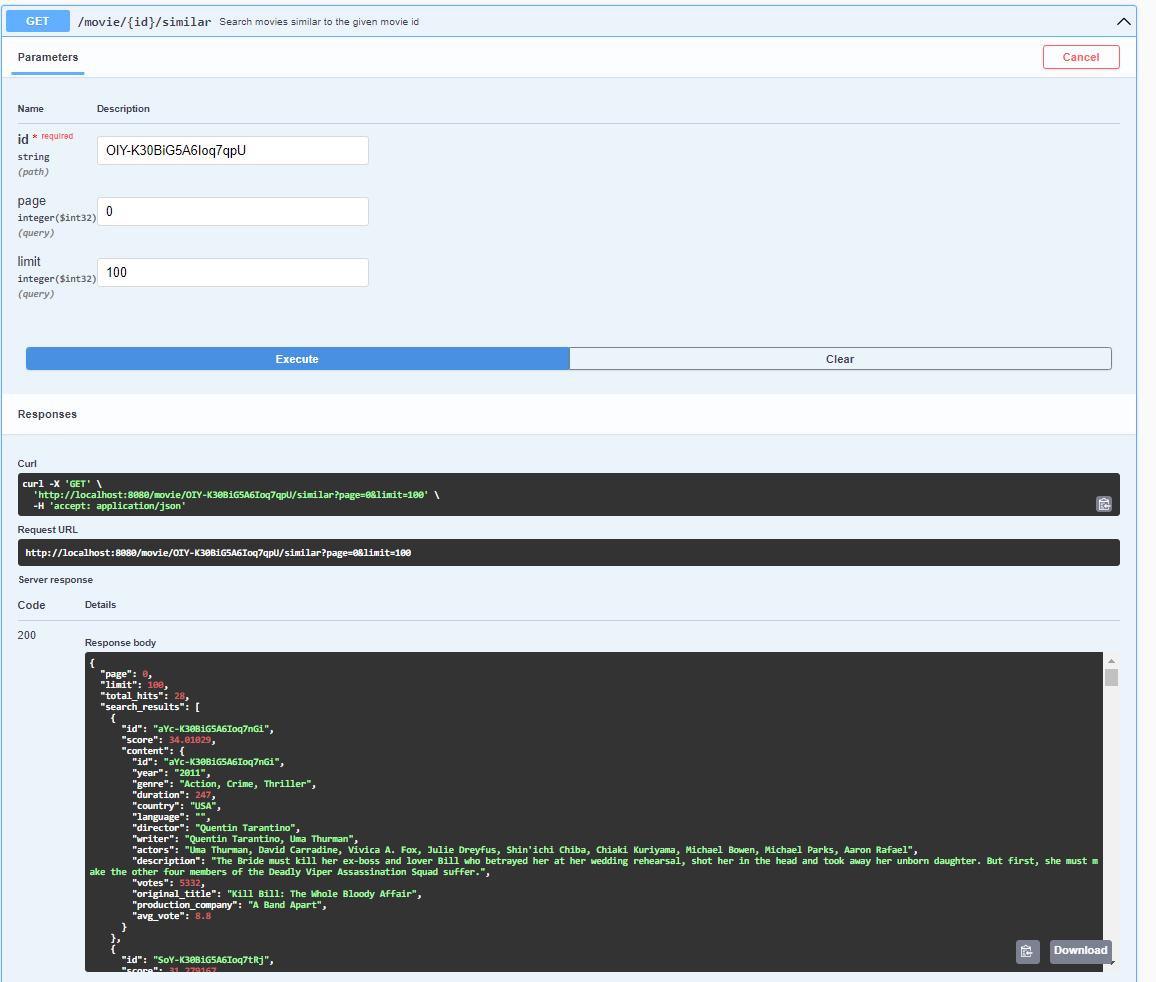 GET /movie/{id}/similar Search movies similar to the given movie id
Parameters Cancel
Name Description
id * required
string
(path)
OIY-K30BiG5A6Ioq7qpU
page
integer($int32)
(query)
0
limit
integer($int32)
(query)
100
Execute Clear
Responses
Curl
curl -X 'GET' \
'http://localhost:8080/movie/OIY-K30BiG5A6Ioq7qpU/similar?page=0&limit=100' \
-H 'accept: application/json'
Request URL
http://localhost:8080/movie/OIY-K30BiG5A6Ioq7qpU/similar?page=0&limit=100
Server response
Code Details
200
Response body
{
"page": 0,
"limit": 100,
"total_hits": 28,
"search_results": [
{
"id": "aYc-K30BiG5A6Ioq7nGi",
"score": 34.01029,
"content": {
"id": "aYc-K30BiG5A6Ioq7nGi",
"year": "2011",
"genre": "Action, Crime, Thriller",
"duration": 247,
"country": "USA",
"language": "",
"director": "Quentin Tarantino",
"writer": "Quentin Tarantino, Uma Thurman",
"actors": "Uma Thurman, David Carradine, Vivica A. Fox, Julie Dreyfus, Shin'ichi Chiba, Chiaki Kuriyama, Michael Bowen, Michael Parks, Aaron Rafael",
"description": "The Bride must kill her ex-boss and lover Bill who betrayed her at her wedding rehearsal, shot her in the head and took away her unborn daughter. But first, she must m
ake the other four members of the Deadly Viper Assassination Squad suffer.",
"votes": 5332,
"original_title": "Kill Bill: The Whole Bloody Affair",
"production_company": "A Band Apart",
"avg_vote": 8.8
}
},
{
"id": "SoY-K30BiG5A6Ioq7tRj",
"score": 31.279167,
Download